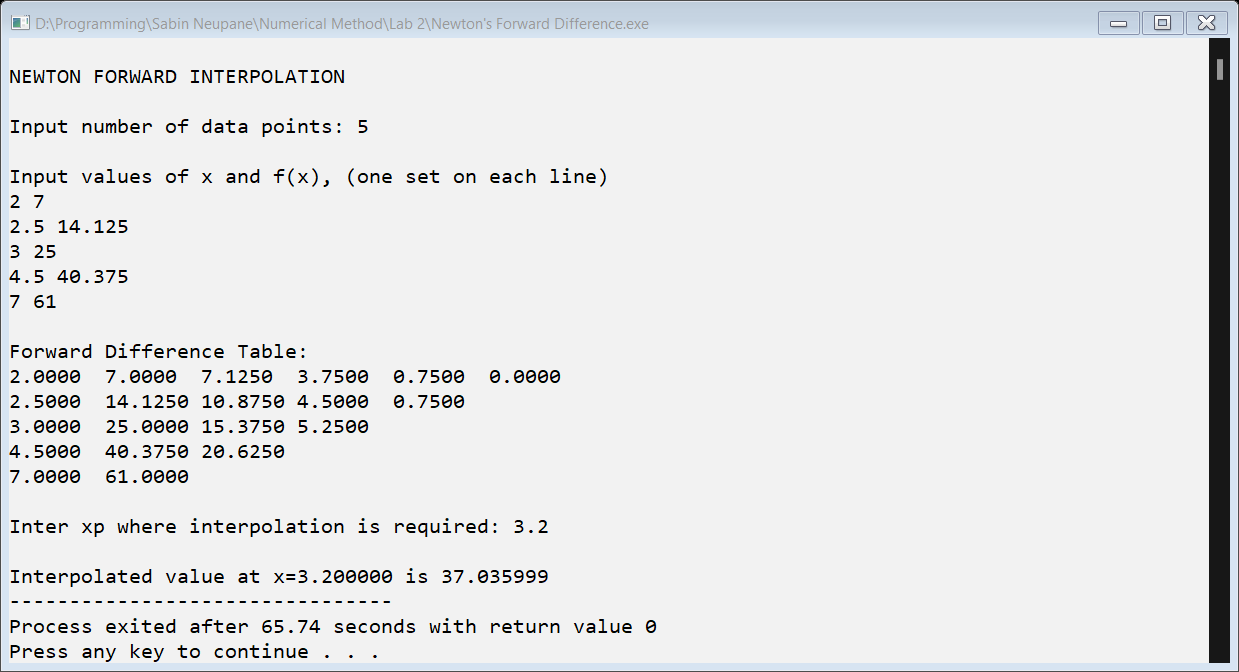 D:\Programming\Sabin Neupane\Numerical Method\Lab 2\Newton's Forward Difference.exe
NEWTON FORWARD INTERPOLATION
Input number of data points: 5
Input values of x and f(x), (one set on each line)
2 7
2.5 14.125
3 25
4.5 40.375
7 61
Forward Difference Table:
2.0000  7.0000  7.1250  3.7500  0.7500  0.0000
2.5000  14.1250 10.8750 4.5000  0.7500
3.0000  25.0000 15.3750 5.2500
4.5000  40.3750 20.6250
7.0000  61.0000
Inter xp where interpolation is required: 3.2
Interpolated value at x=3.200000 is 37.035999
--------------------------------
Process exited after 65.74 seconds with return value 0
Press any key to continue . . .